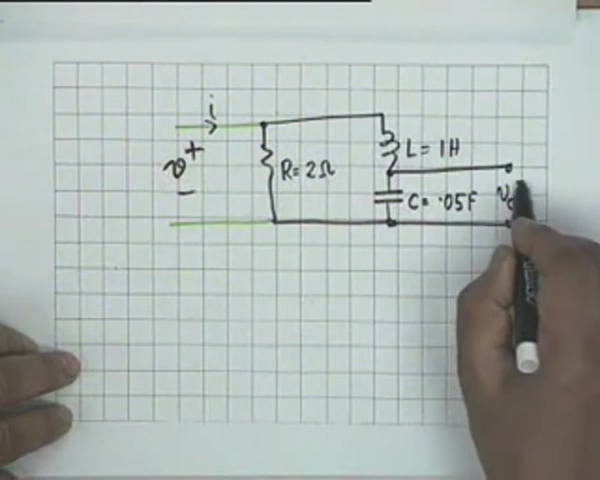 i
v
+
-
R = 2Ω
L = 1H
C = .05F